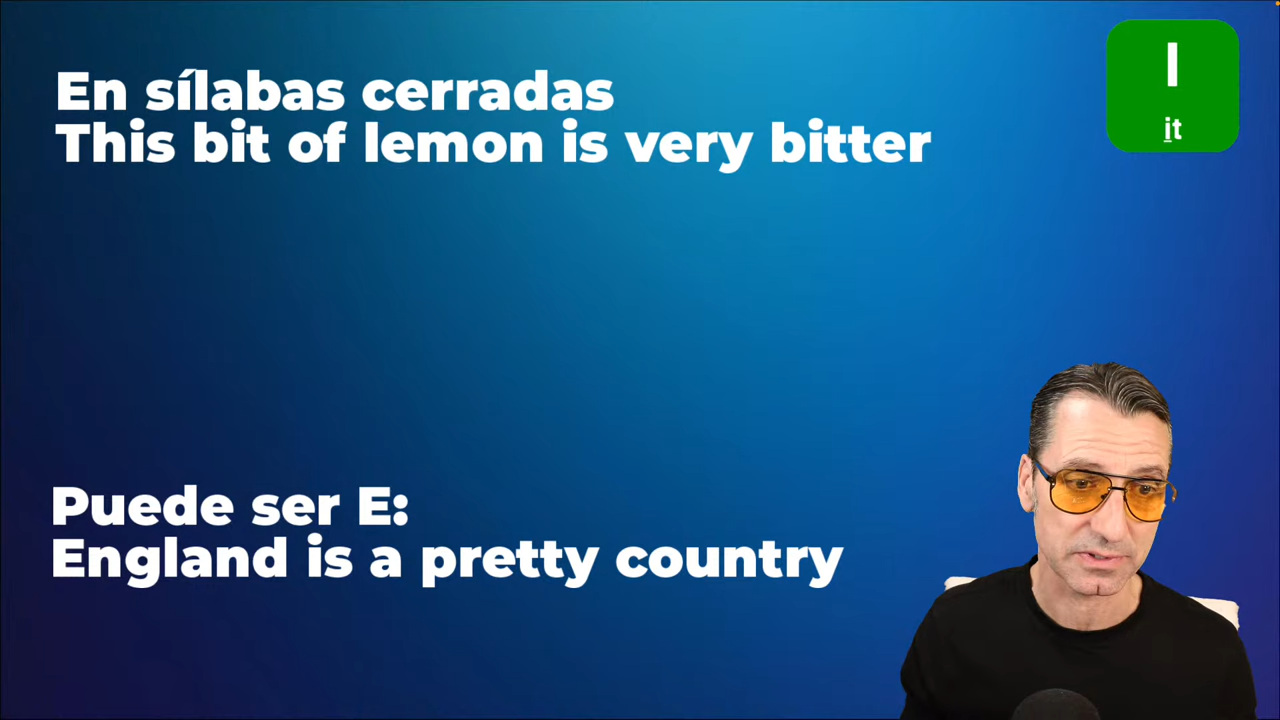 En sílabas cerradas
This bit of lemon is very bitter
I
it
Puede ser E:
England is a pretty country